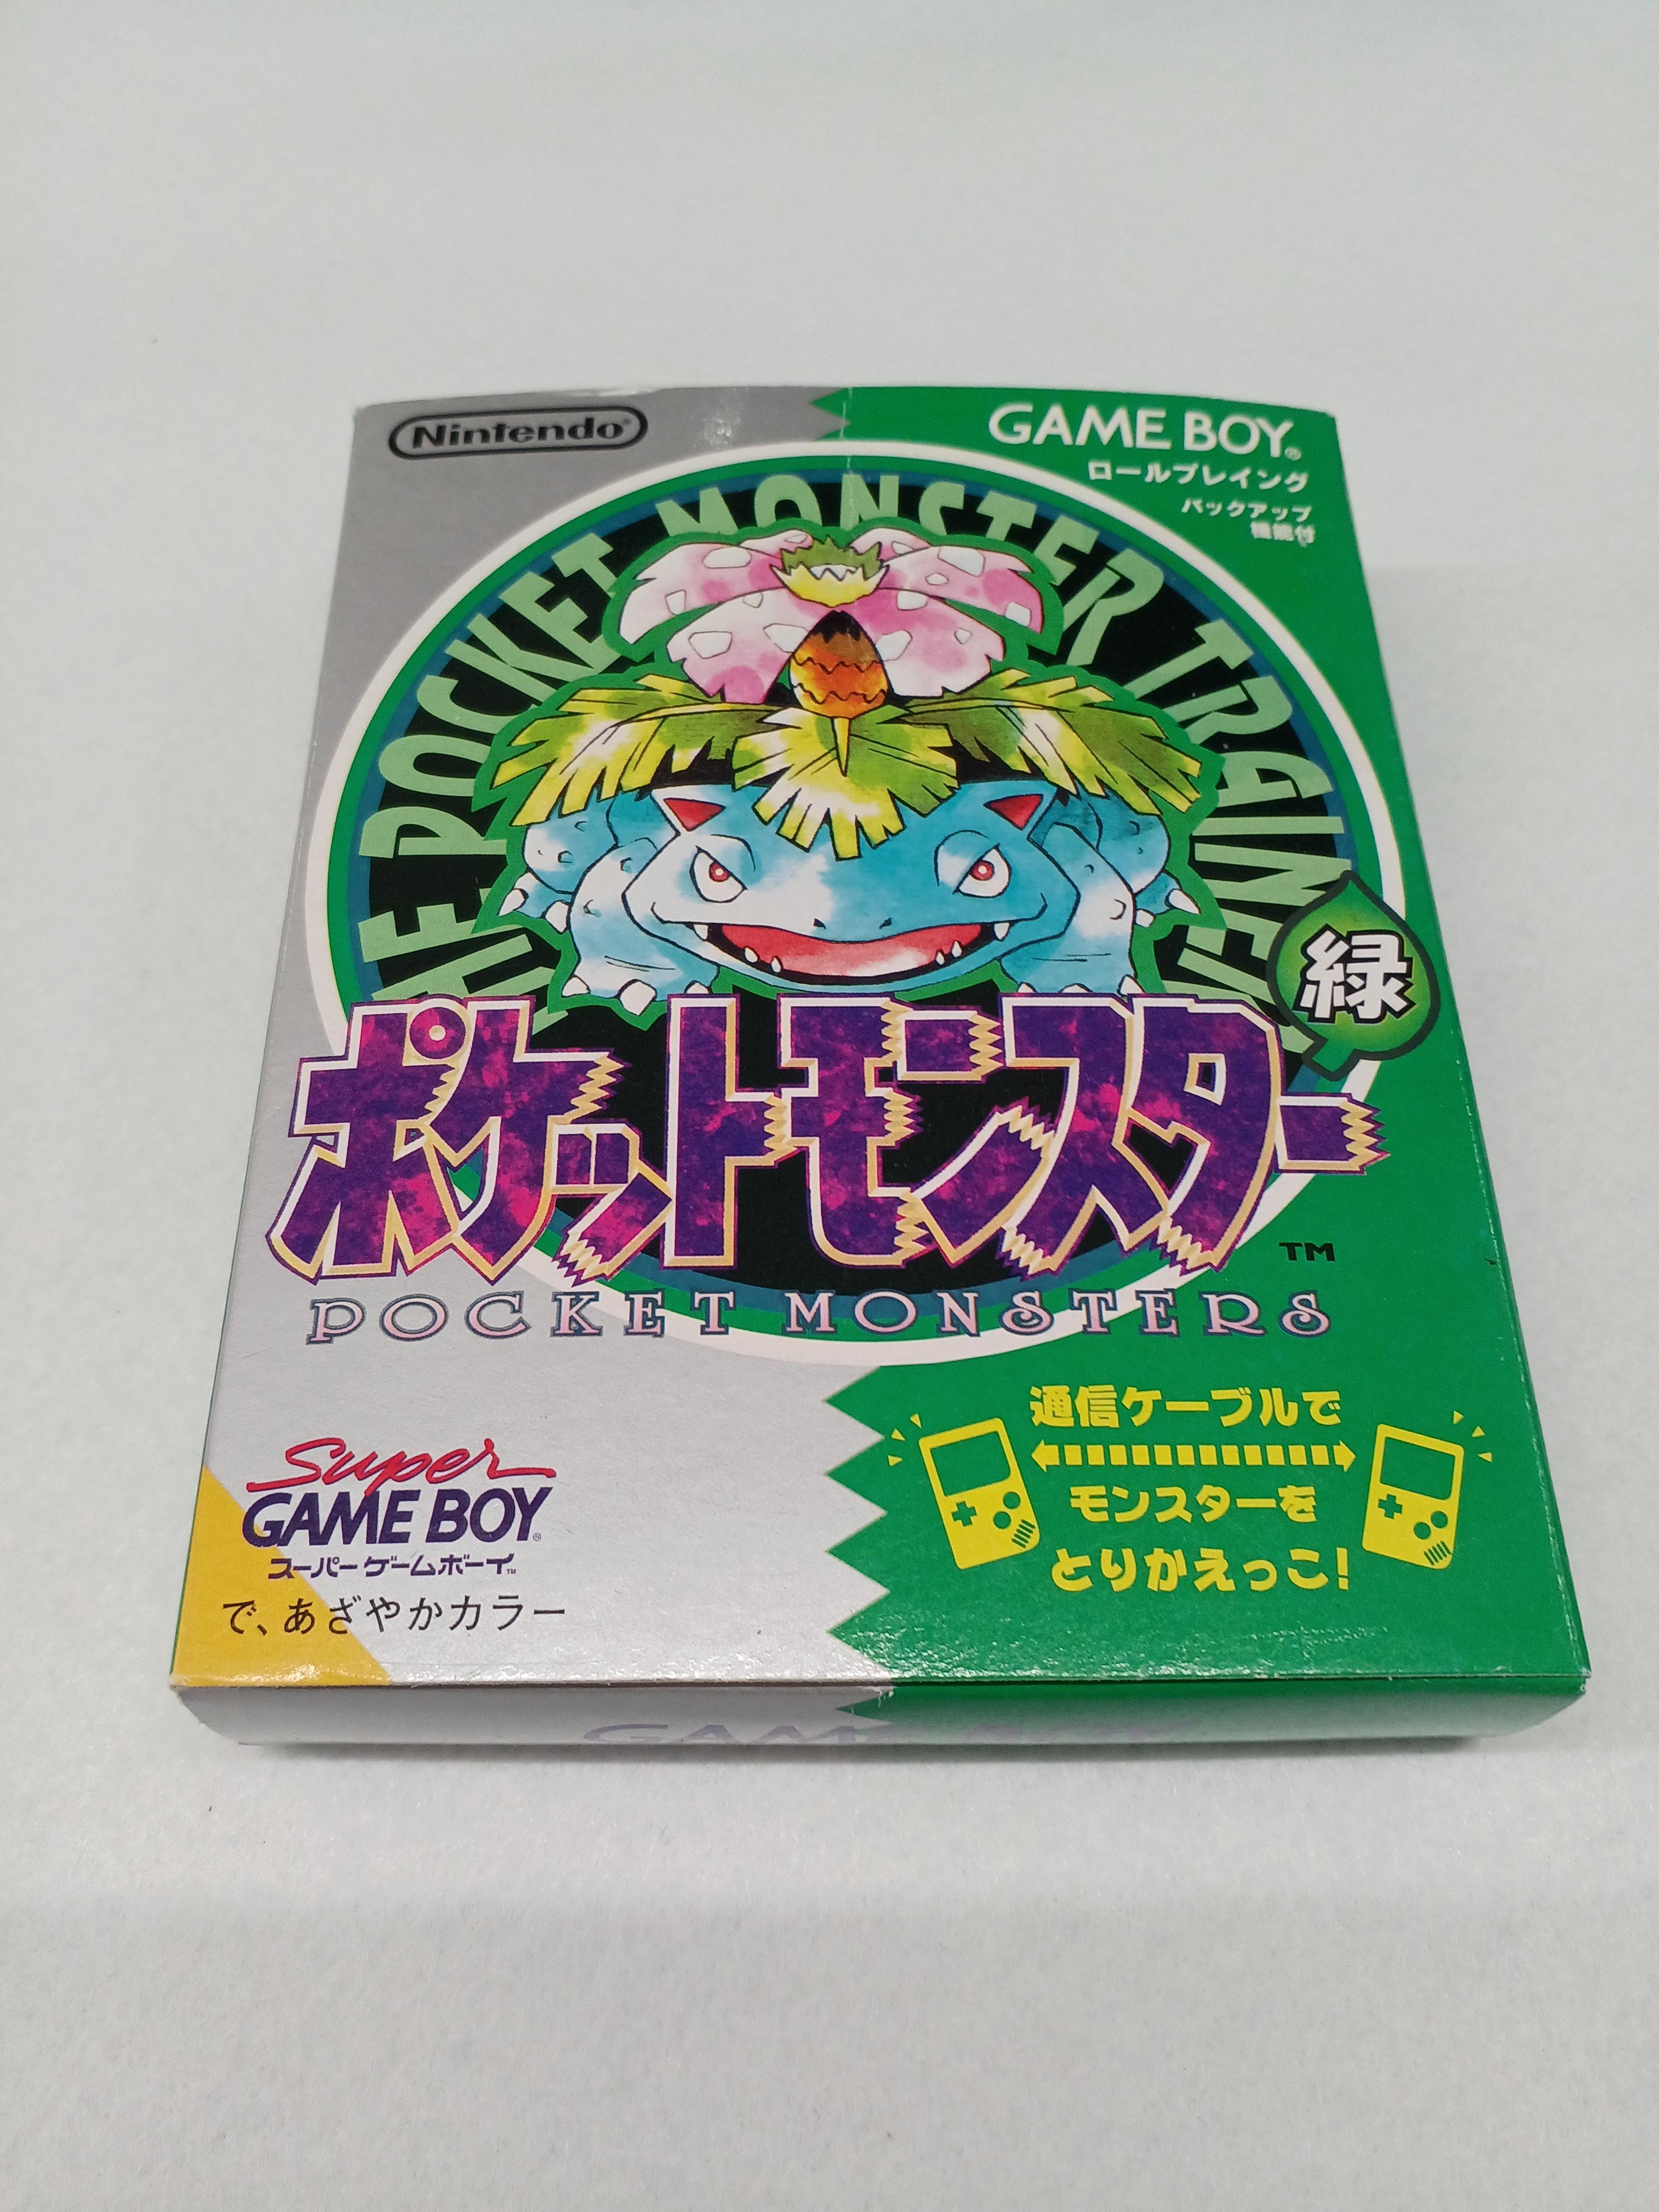 Nintendo®
GAME BOY®
ロールプレイング
バックアップ
機能付
THE POCKET MONSTER TRAINER
緑
ポケットモンスター
TM
POCKET MONSTERS
通信ケーブルで
モンスターを
とりかえっこ!
Super
GAME BOY®
スーパーゲームボーイ™
で、あざやかカラー
GAME BOY